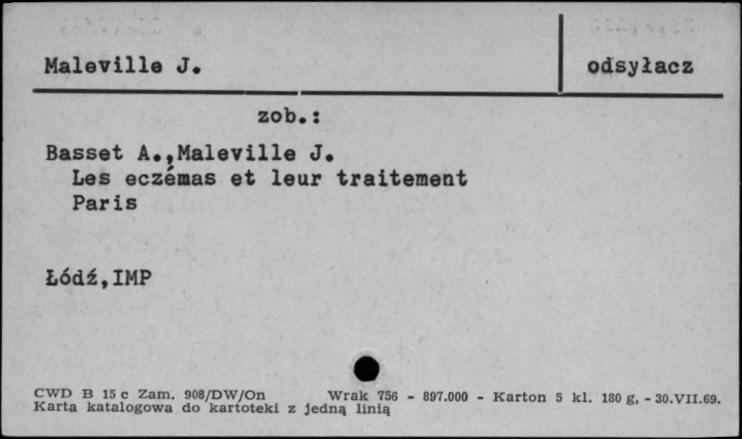 Maleville J.
odsyłacz
zob.:
Basset A.,Maleville J.
Les eczémas et leur traitement
Paris
Łódź,IMP
CWD B 15 c Zam. 908/DW/On Wrak 756 - 897.000 - Karton 5 kl. 180 g, - 30.VII.69.
Karta katalogowa do kartoteki z jedną linią